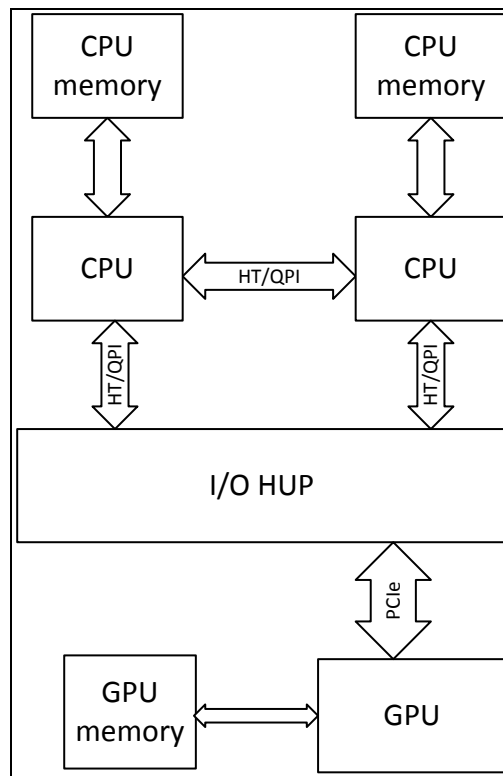 CPU
memory
CPU
memory
CPU
HT/QPI
CPU
HT/QPI
HT/QPI
I/O HUP
PCIe
GPU
memory
GPU